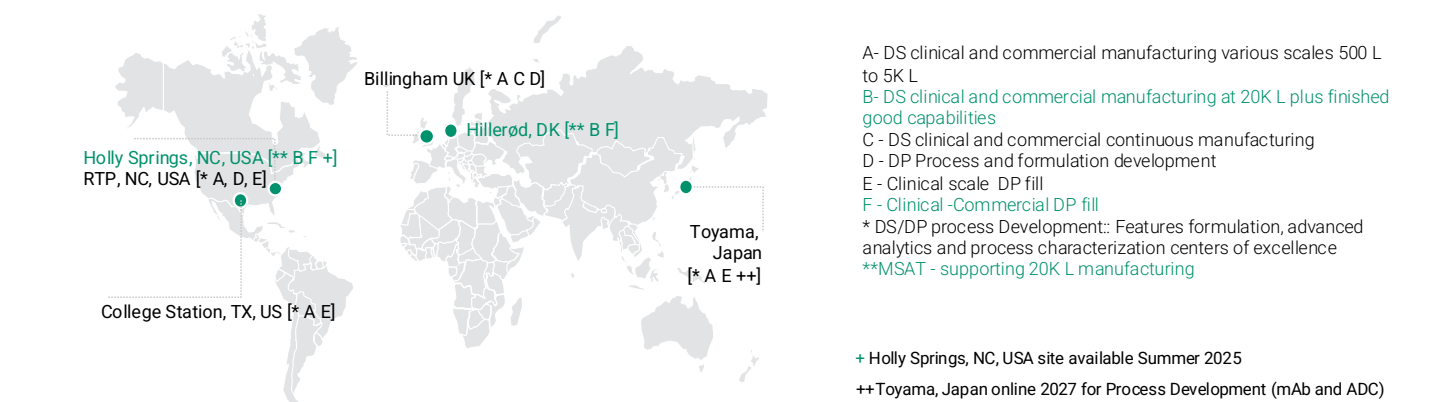 Billingham UK [* A C D]
Hillerød, DK [** B F]
Holly Springs, NC, USA [** B F +]
RTP, NC, USA [* A, D, E]
Toyama,
Japan
[* A E ++]
College Station, TX, US [* A E]
A- DS clinical and commercial manufacturing various scales 500 L
to 5K L
B- DS clinical and commercial manufacturing at 20K L plus finished
good capabilities
C - DS clinical and commercial continuous manufacturing
D - DP Process and formulation development
E - Clinical scale DP fill
F - Clinical -Commercial DP fill
* DS/DP process Development:: Features formulation, advanced
analytics and process characterization centers of excellence
**MSAT - supporting 20K L manufacturing
+ Holly Springs, NC, USA site available Summer 2025
++Toyama, Japan online 2027 for Process Development (mAb and ADC)